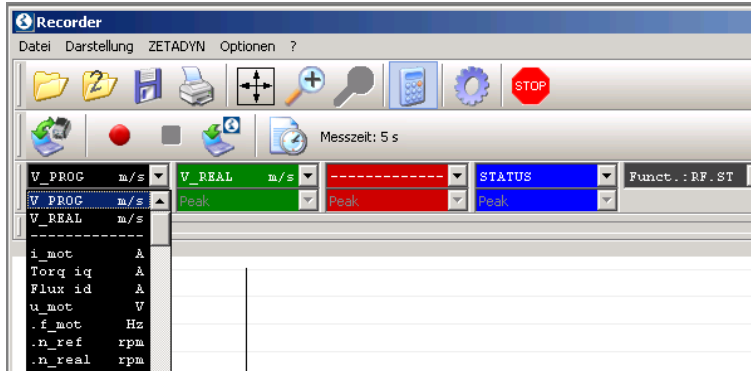 Recorder
Datei Darstellung ZETADYN Optionen ?
2 STOP
Messzeit: 5 s
V_PROG m/s V_REAL m/s ------------- STATUS Funct.:RF.ST
V_PROG m/s Peak Peak Peak
V_REAL m/s
-------------
i_mot A
Torq iq A
Flux id A
u_mot V
.f_mot Hz
.n_ref rpm
.n_real rpm